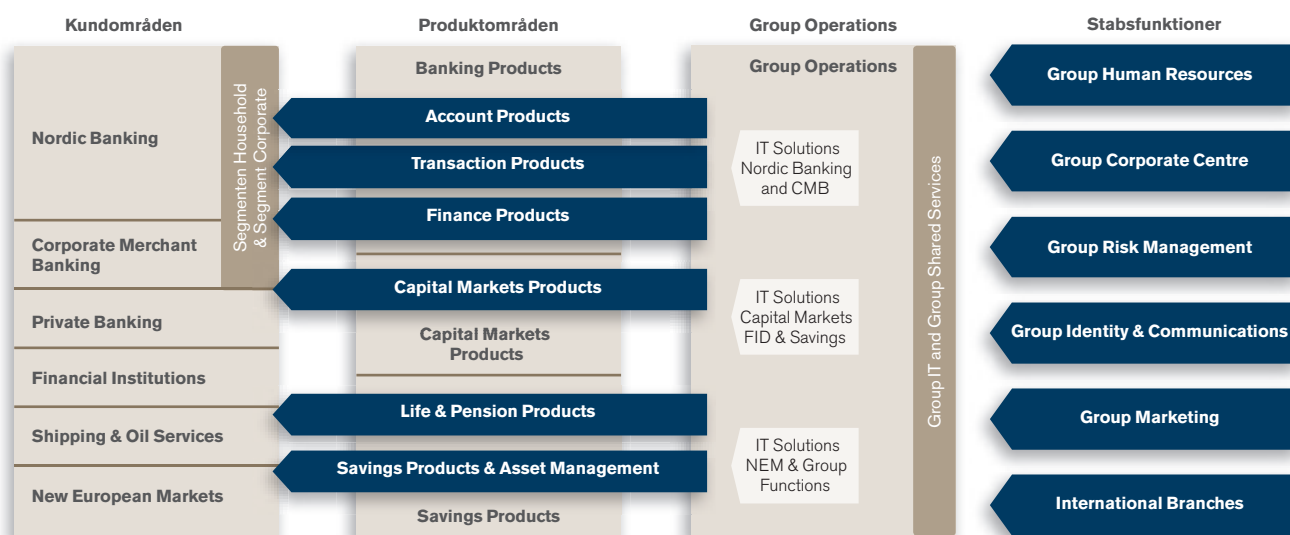 Kundområden
Nordic Banking
Segmenten Household
& Segment Corporate
Corporate Merchant
Banking
Private Banking
Financial Institutions
Shipping & Oil Services
New European Markets
Produktområden
Banking Products
Account Products
Transaction Products
Finance Products
Capital Markets Products
Capital Markets
Products
Life & Pension Products
Savings Products & Asset Management
Savings Products
Group Operations
Group Operations
IT Solutions
Nordic Banking
and CMB
IT Solutions
Capital Markets
FID & Savings
IT Solutions
NEM & Group
Functions
Group IT and Group Shared Services
Stabsfunktioner
Group Human Resources
Group Corporate Centre
Group Risk Management
Group Identity & Communications
Group Marketing
International Branches